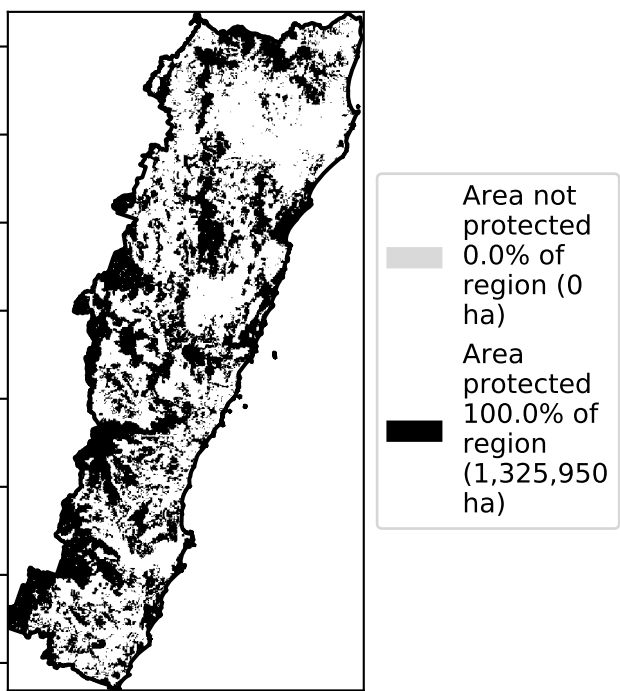 Area not
protected
0.0% of
region (0
ha)
Area
protected
100.0% of
region
(1,325,950
ha)